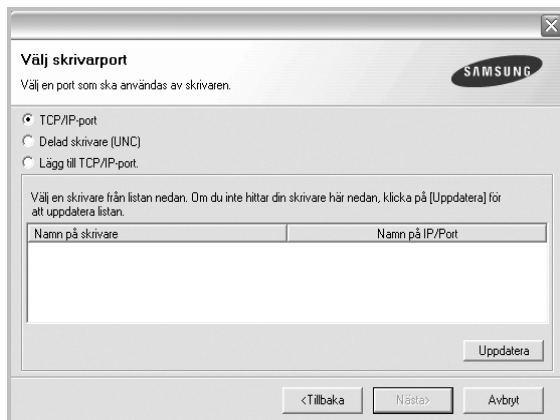 Välj skrivarport
Välj en port som ska användas av skrivaren.
SAMSUNG
TCP/IP-port
Delad skrivare (UNC)
Lägg till TCP/IP-port.
Välj en skrivare från listan nedan. Om du inte hittar din skrivare här nedan, klicka på [Uppdatera] för
att uppdatera listan.
Namn på skrivare Namn på IP/Port
Uppdatera
<Tillbaka Nästa> Avbryt